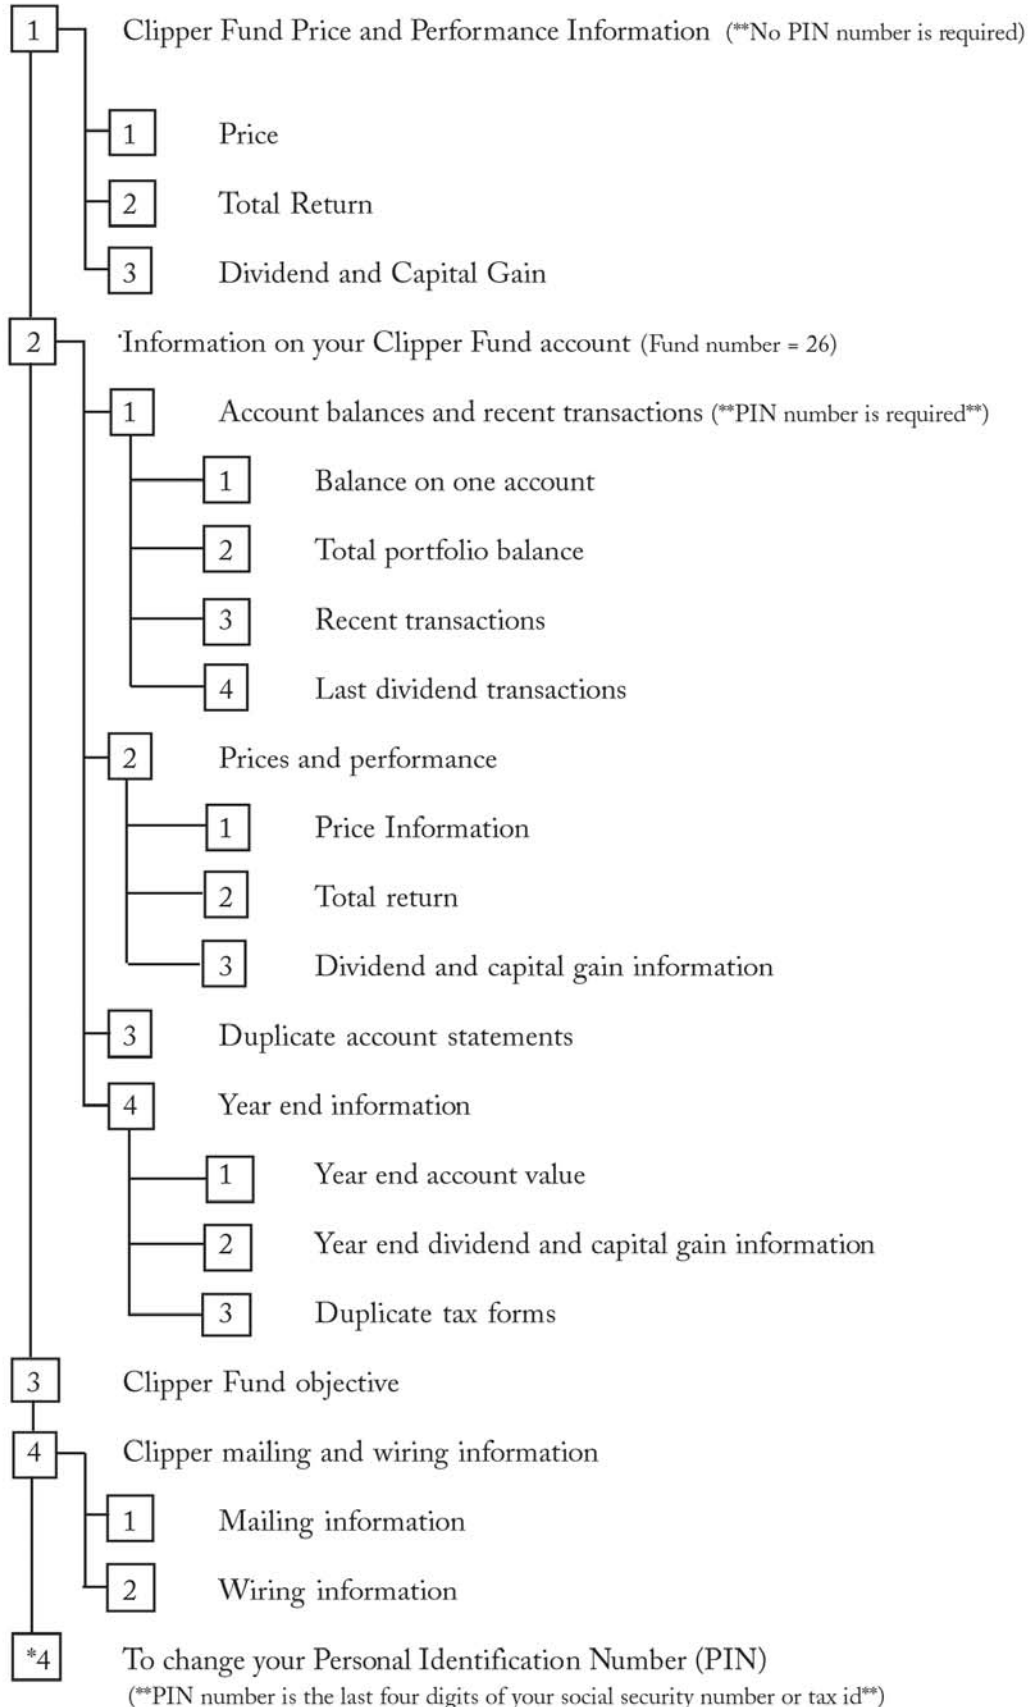 1 Clipper Fund Price and Performance Information (**No PIN number is required)
1 Price
2 Total Return
3 Dividend and Capital Gain
2 Information on your Clipper Fund account (Fund number = 26)
1 Account balances and recent transactions (**PIN number is required**)
1 Balance on one account
2 Total portfolio balance
3 Recent transactions
4 Last dividend transactions
2 Prices and performance
1 Price Information
2 Total return
3 Dividend and capital gain information
3 Duplicate account statements
4 Year end information
1 Year end account value
2 Year end dividend and capital gain information
3 Duplicate tax forms
3 Clipper Fund objective
4 Clipper mailing and wiring information
1 Mailing information
2 Wiring information
*4 To change your Personal Identification Number (PIN)
(**PIN number is the last four digits of your social security number or tax id**)